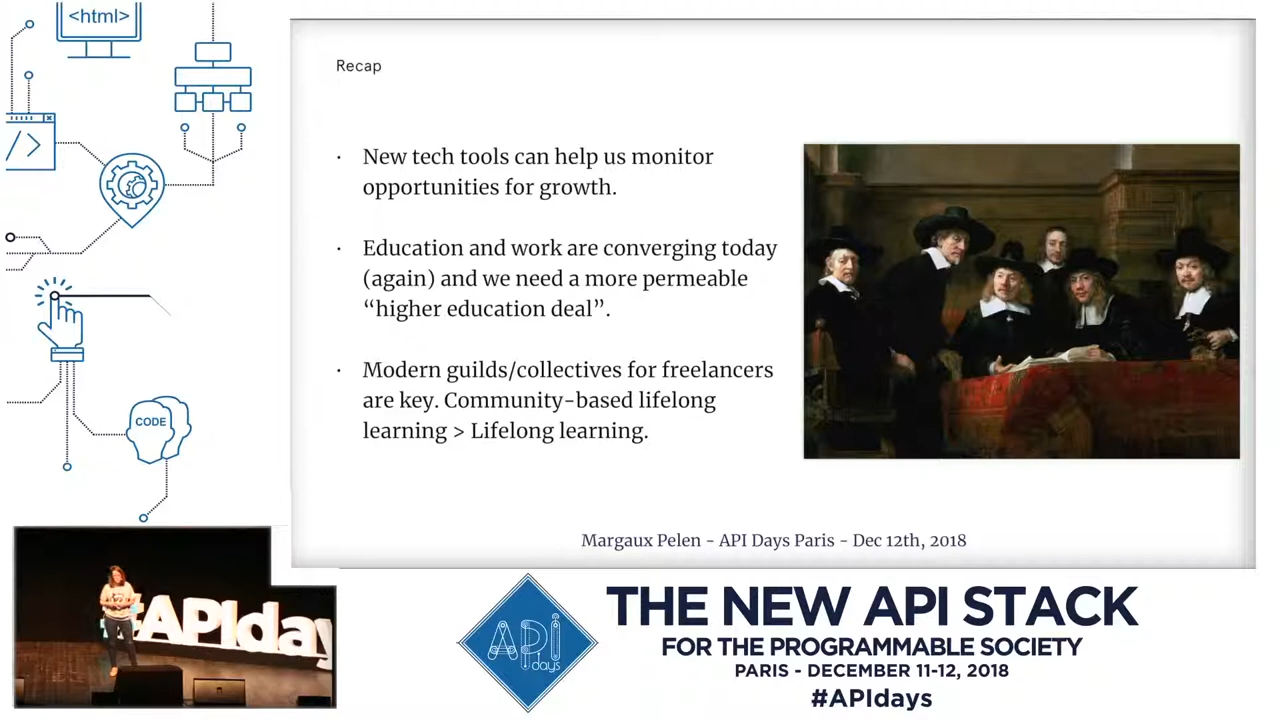 <html>
</>
CODE
Recap
· New tech tools can help us monitor
opportunities for growth.
· Education and work are converging today
(again) and we need a more permeable
“higher education deal”.
· Modern guilds/collectives for freelancers
are key. Community-based lifelong
learning > Lifelong learning.
Margaux Pelen - API Days Paris - Dec 12th, 2018
#APIday
API
days
THE NEW API STACK
FOR THE PROGRAMMABLE SOCIETY
PARIS - DECEMBER 11-12, 2018
#APIdays